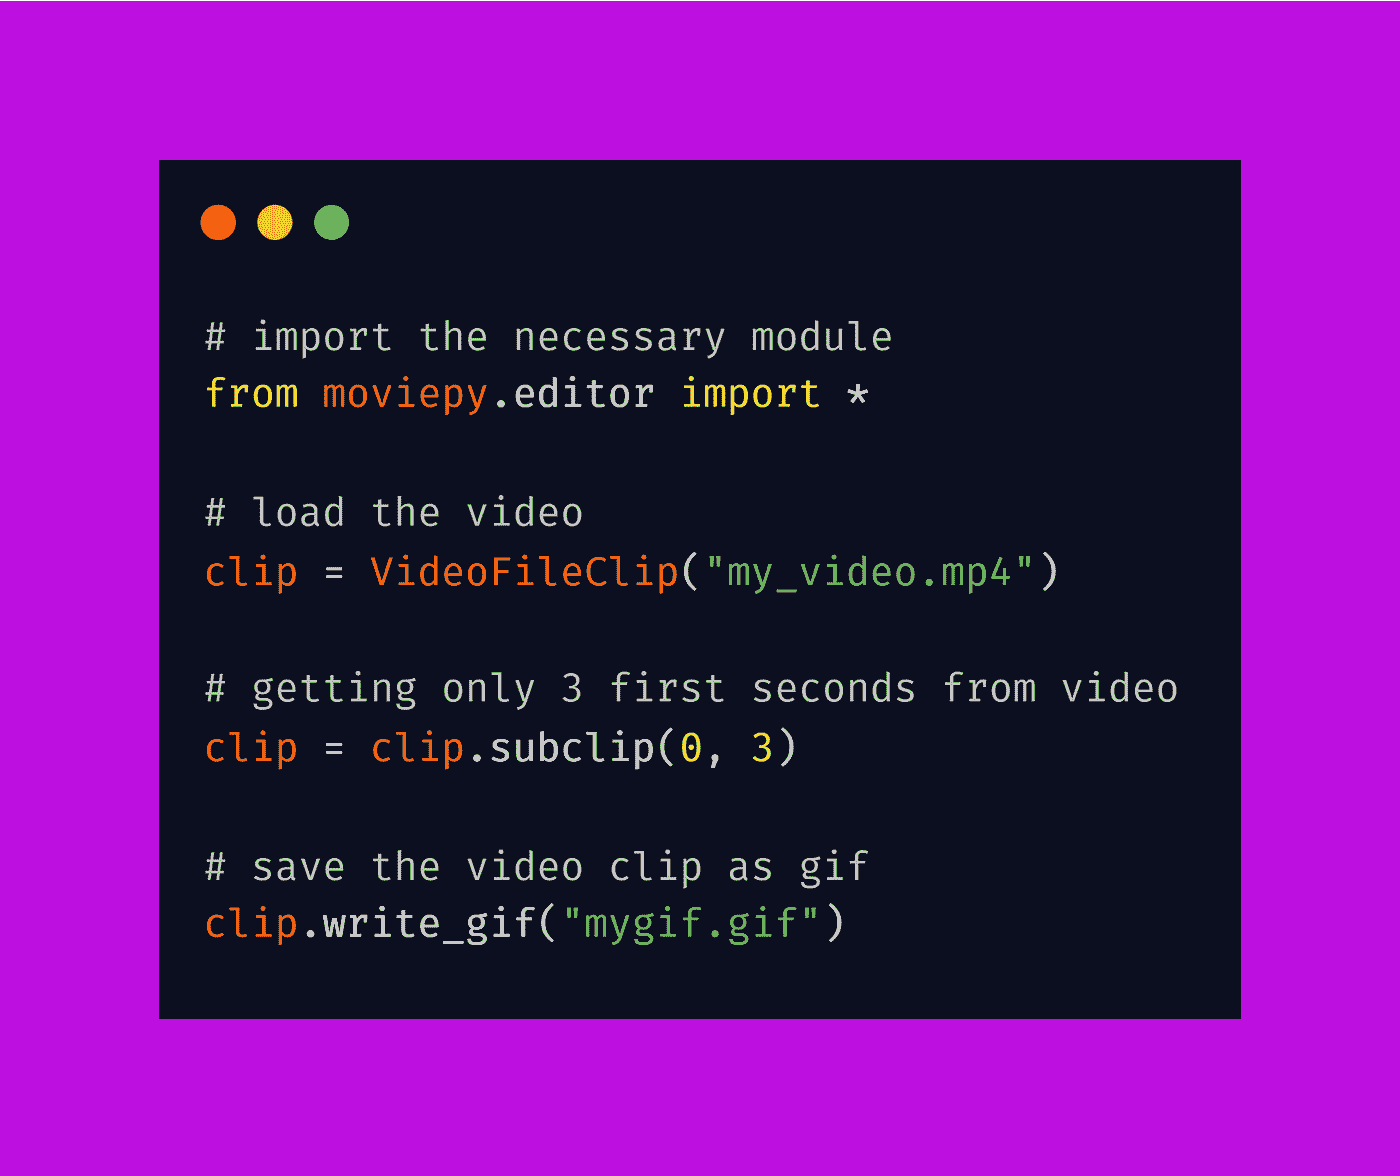 # import the necessary module
from moviepy.editor import *
# load the video
clip = VideoFileClip("my_video.mp4")
# getting only 3 first seconds from video
clip = clip.subclip(0, 3)
# save the video clip as gif
clip.write_gif("mygif.gif")